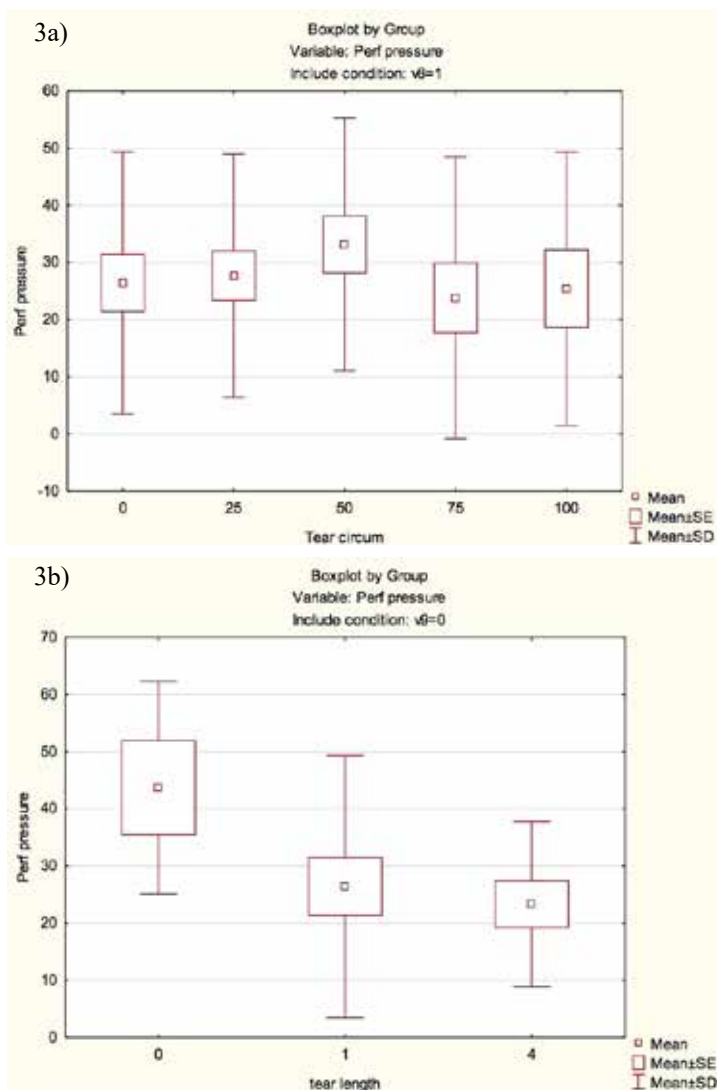 3a)
Boxplot by Group
Variable: Perf pressure
Include condition: v8=1
60
50
40
30
20
10
0
-10
Perf pressure
0 25 50 75 100
Tear circum
Mean
Mean±SE
Mean±SD
3b)
Boxplot by Group
Variable: Perf pressure
Include condition: v9=0
70
60
50
40
30
20
10
0
Perf pressure
0 1 4
tear length
Mean
Mean±SE
Mean±SD